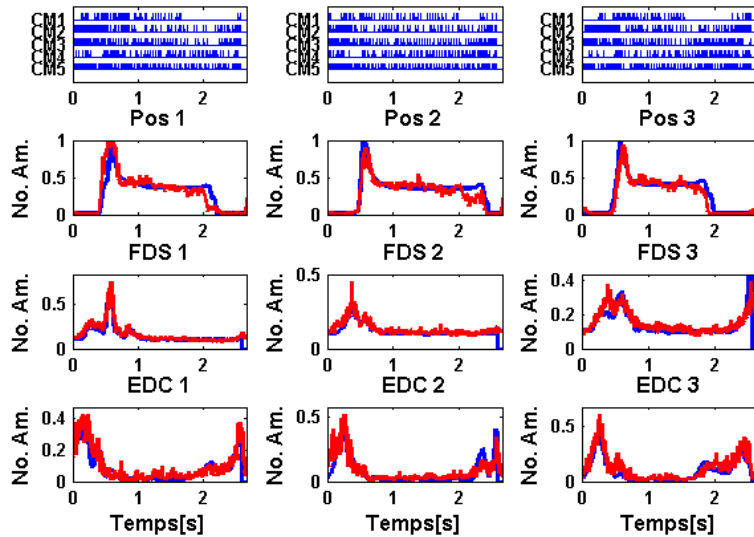 CM1 CM1 CM1
CM2 CM2 CM2
CM3 CM3 CM3
CM4 CM4 CM4
CM5 CM5 CM5
0 1 2 0 1 2 0 1 2
Pos 1 Pos 2 Pos 3
No. Am. No. Am. No. Am.
1 1 1
0.5 0.5 0.5
0 0 0
0 1 2 0 1 2 0 1 2
FDS 1 FDS 2 FDS 3
No. Am. No. Am. No. Am.
0.5 0.5 0.4
0.2
0 0 0
0 1 2 0 1 2 0 1 2
EDC 1 EDC 2 EDC 3
No. Am. No. Am. No. Am.
0.4 0.5 0.5
0.2
0 0 0
0 1 2 0 1 2 0 1 2
Temps[s] Temps[s] Temps[s]